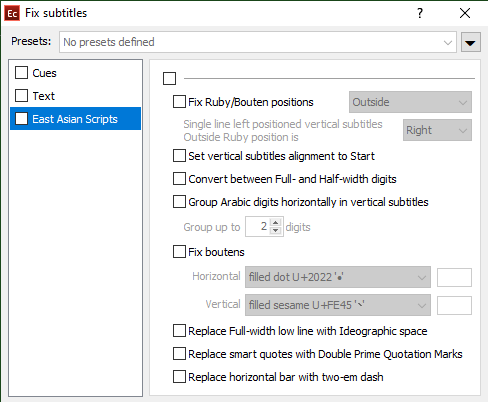 Ec Fix subtitles ?
Presets: No presets defined
Cues
Text
East Asian Scripts
Fix Ruby/Bouten positions Outside
Single line left positioned vertical subtitles
Outside Ruby position is Right
Set vertical subtitles alignment to Start
Convert between Full- and Half-width digits
Group Arabic digits horizontally in vertical subtitles
Group up to 2 digits
Fix boutens
Horizontal filled dot U+2022 '•'
Vertical filled sesame U+FE45 '﹅'
Replace Full-width low line with Ideographic space
Replace smart quotes with Double Prime Quotation Marks
Replace horizontal bar with two-em dash